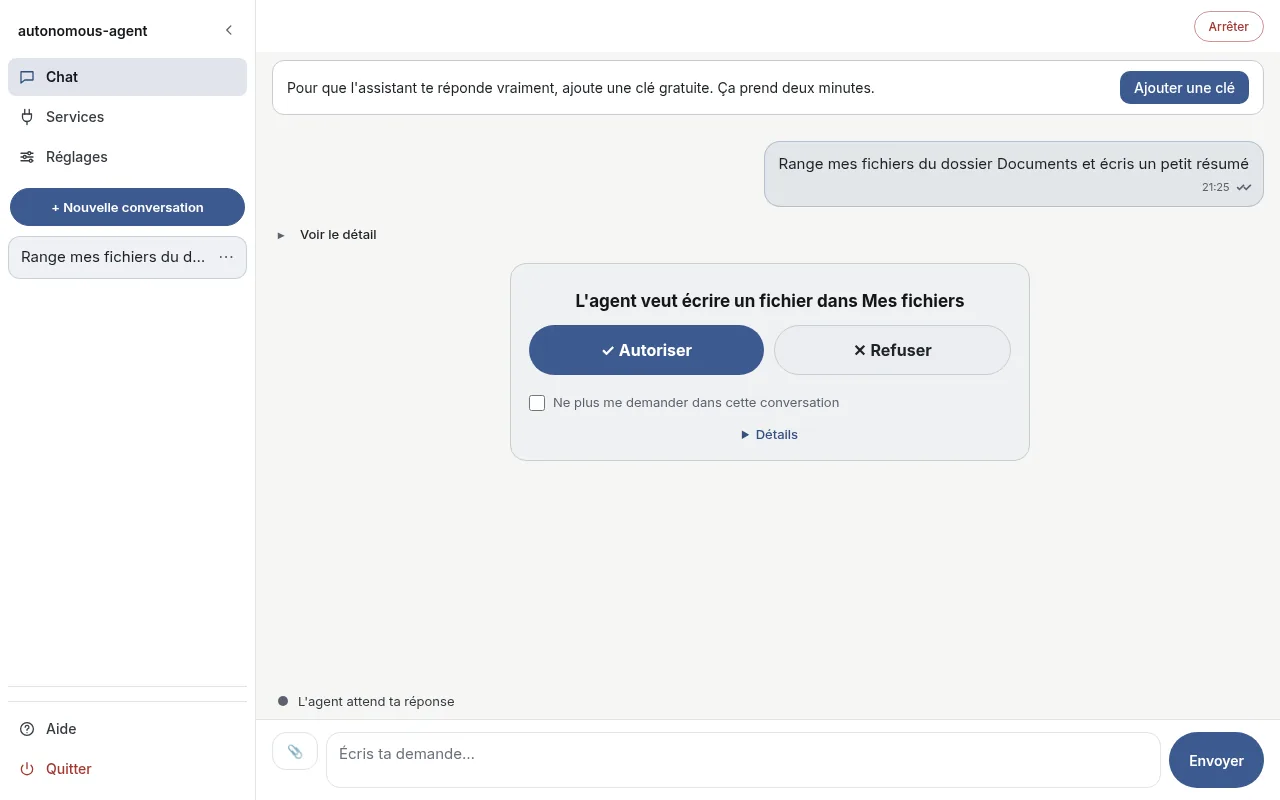 autonomous-agent
Chat
Services
Réglages
+ Nouvelle conversation
Range mes fichiers du d...
Aide
Quitter
Arrêter
Pour que l'assistant te réponde vraiment, ajoute une clé gratuite. Ça prend deux minutes.
Ajouter une clé
Range mes fichiers du dossier Documents et écris un petit résumé
21:25
Voir le détail
L'agent veut écrire un fichier dans Mes fichiers
✓ Autoriser
✕ Refuser
Ne plus me demander dans cette conversation
Détails
L'agent attend ta réponse
Écris ta demande...
Envoyer